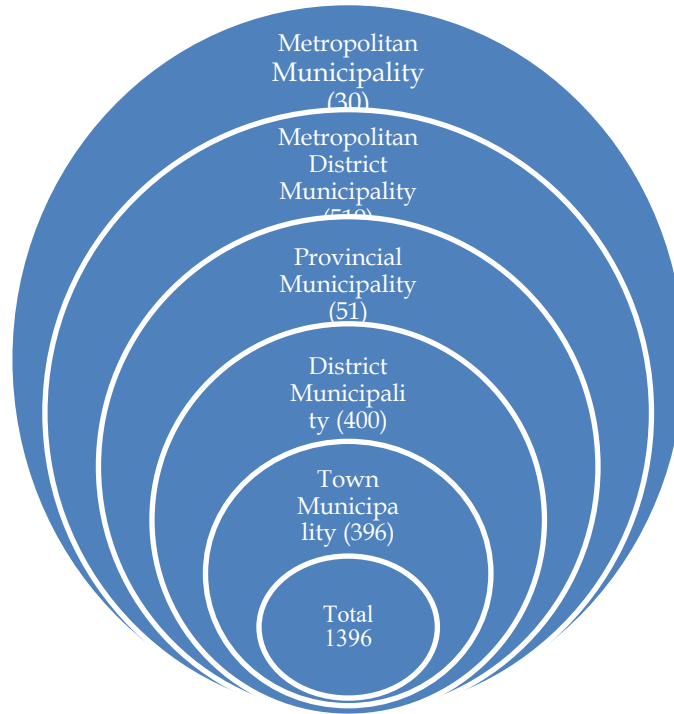 Metropolitan
Municipality
(30)
Metropolitan
District
Municipality
Provincial
Municipality
(51)
District
Municipali
ty (400)
Town
Municipa
lity (396)
Total
1396